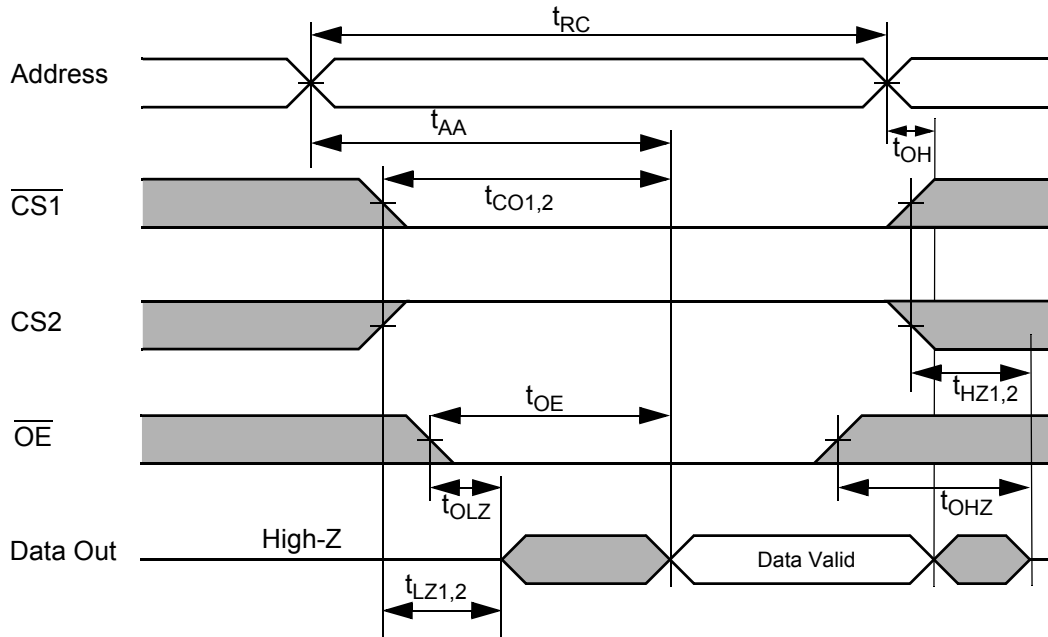 tRC
Address
tAA
tOH
CS1
tCO1,2
CS2
tHZ1,2
tOE
OE
tOLZ
tOHZ
High-Z
Data Out
Data Valid
tLZ1,2